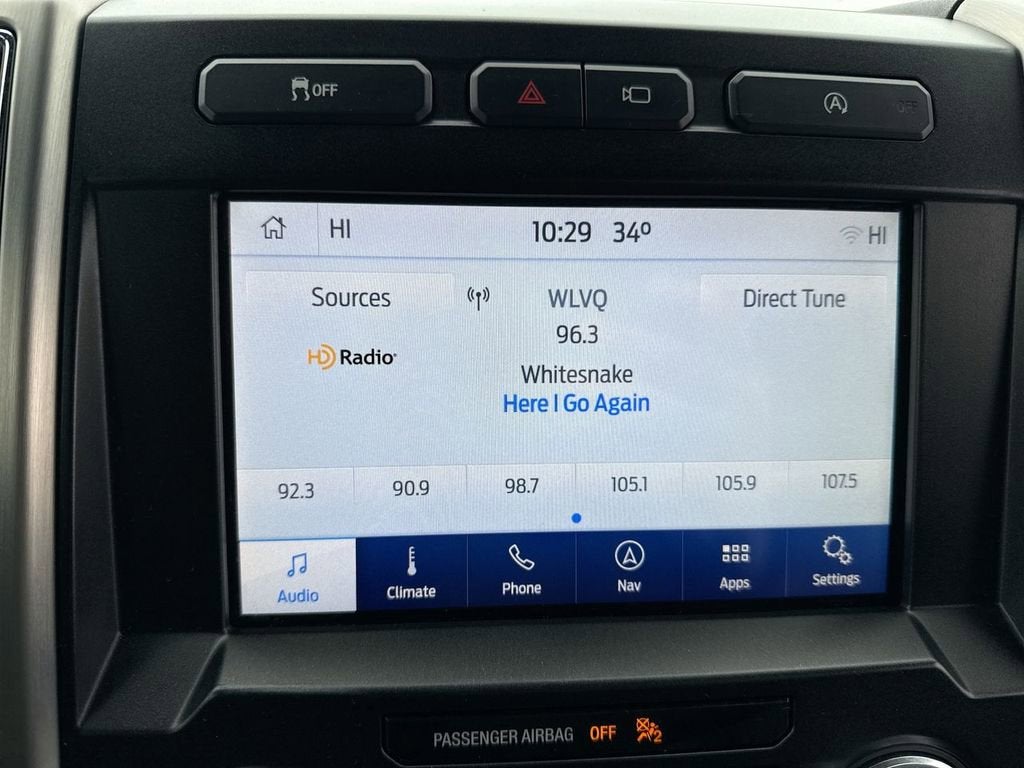 OFF
OFF
HI 10:29 34° HI
Sources WLVQ Direct Tune
96.3
HD Radio
Whitesnake
Here I Go Again
92.3 90.9 98.7 105.1 105.9 107.5
Audio Climate Phone Nav Apps Settings
PASSENGER AIRBAG OFF 2